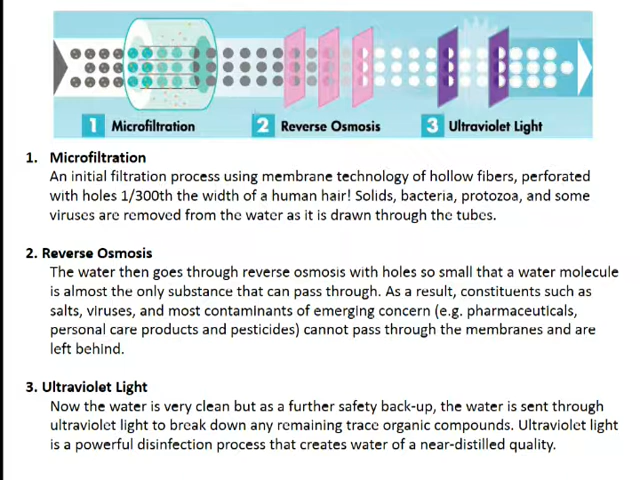 1 Microfiltration 2 Reverse Osmosis 3 Ultraviolet Light
1. Microfiltration
An initial filtration process using membrane technology of hollow fibers, perforated
with holes 1/300th the width of a human hair! Solids, bacteria, protozoa, and some
viruses are removed from the water as it is drawn through the tubes.
2. Reverse Osmosis
The water then goes through reverse osmosis with holes so small that a water molecule
is almost the only substance that can pass through. As a result, constituents such as
salts, viruses, and most contaminants of emerging concern (e.g. pharmaceuticals,
personal care products and pesticides) cannot pass through the membranes and are
left behind.
3. Ultraviolet Light
Now the water is very clean but as a further safety back-up, the water is sent through
ultraviolet light to break down any remaining trace organic compounds. Ultraviolet light
is a powerful disinfection process that creates water of a near-distilled quality.